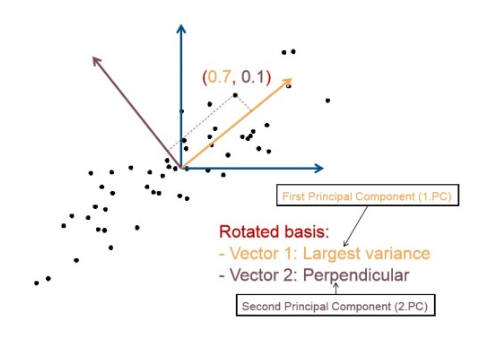 (0.7, 0.1)
First Principal Component (1.PC)
Rotated basis:
- Vector 1: Largest variance
- Vector 2: Perpendicular
Second Principal Component (2.PC)